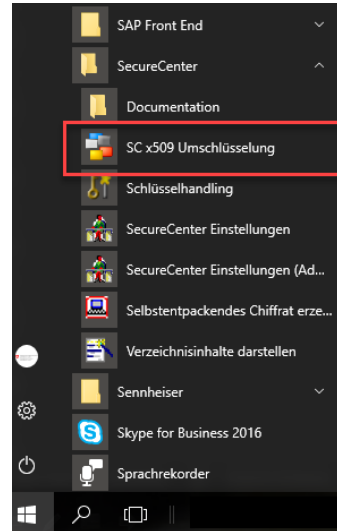 SAP Front End
SecureCenter
Documentation
SC x509 Umschlüsselung
Schlüsselhandling
SecureCenter Einstellungen
SecureCenter Einstellungen (Ad...
Selbstentpackendes Chiffrat erze...
Verzeichnisinhalte darstellen
Sennheiser
Skype for Business 2016
Sprachrekorder